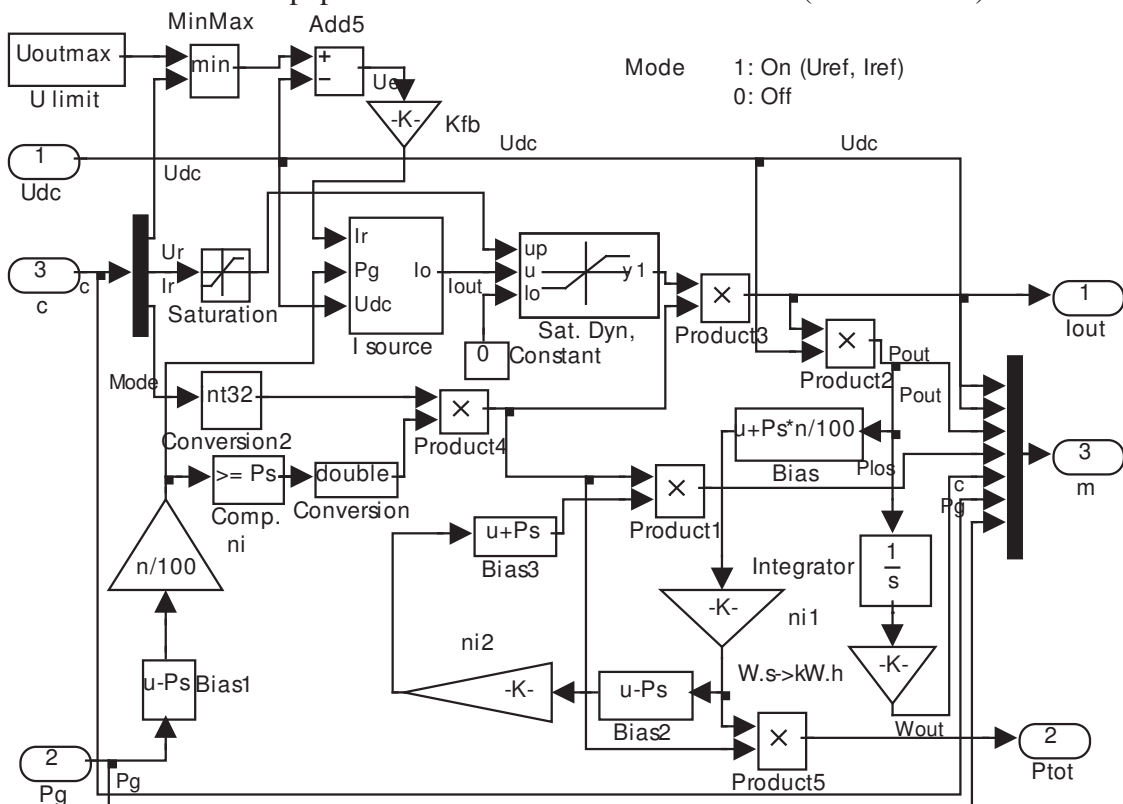 MinMax
Add5
Uoutmax
min
+
−
U limit
Ue
-K-
Kfb
Mode 1: On (Uref, Iref)
0: Off
1
Udc
Udc
Udc
Udc
3
c
c
Ur
Ir
Saturation
Ir
Pg
Udc
Io
I source
Iout
up
u
lo
y1
Sat. Dyn,
0
Constant
×
Product3
1
Iout
×
Product2
Pout
Pout
Mode
nt32
Conversion2
×
Product4
>= Ps
Comp.
ni
double
Conversion
u+Ps*n/100
Bias
Plos
×
Product1
c
Pg
3
m
u+Ps
Bias3
n/100
Integrator
1
s
-K-
ni1
ni2
-K-
u-Ps
Bias2
W.s->kW.h
-K-
u-Ps
Bias1
Wout
×
Product5
2
Ptot
2
Pg
Pg